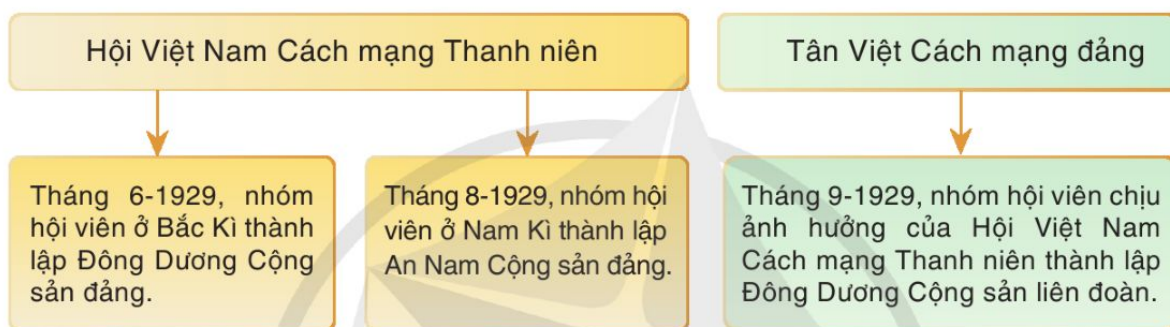 Hội Việt Nam Cách mạng Thanh niên
Tân Việt Cách mạng đảng
Tháng 6-1929, nhóm
hội viên ở Bắc Kì thành
lập Đông Dương Cộng
sản đảng.
Tháng 8-1929, nhóm hội
viên ở Nam Kì thành lập
An Nam Cộng sản đảng.
Tháng 9-1929, nhóm hội viên chịu
ảnh hưởng của Hội Việt Nam
Cách mạng Thanh niên thành lập
Đông Dương Cộng sản liên đoàn.